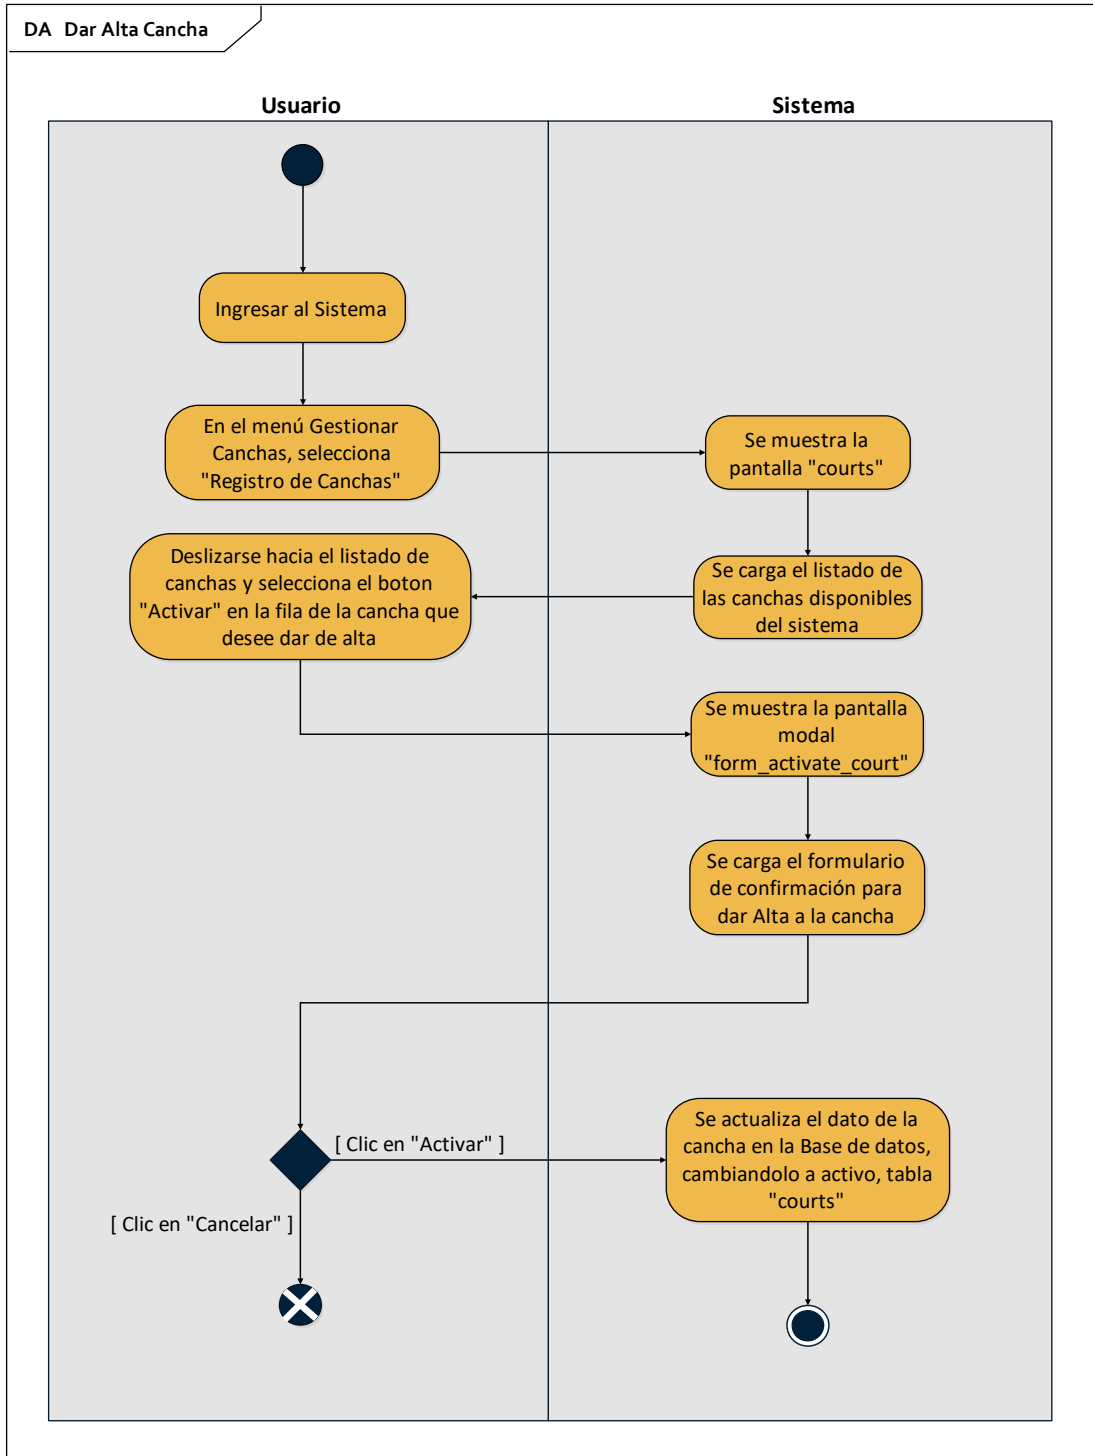 DA Dar Alta Cancha
Usuario
Sistema
Ingresar al Sistema
En el menú Gestionar
Canchas, selecciona
"Registro de Canchas"
Se muestra la
pantalla "courts"
Se carga el listado de
las canchas disponibles
del sistema
Deslizarse hacia el listado de
canchas y selecciona el boton
"Activar" en la fila de la cancha que
desee dar de alta
Se muestra la pantalla
modal
"form_activate_court"
Se carga el formulario
de confirmación para
dar Alta a la cancha
[ Clic en "Activar" ]
Se actualiza el dato de la
cancha en la Base de datos,
cambiandolo a activo, tabla
"courts"
[ Clic en "Cancelar" ]